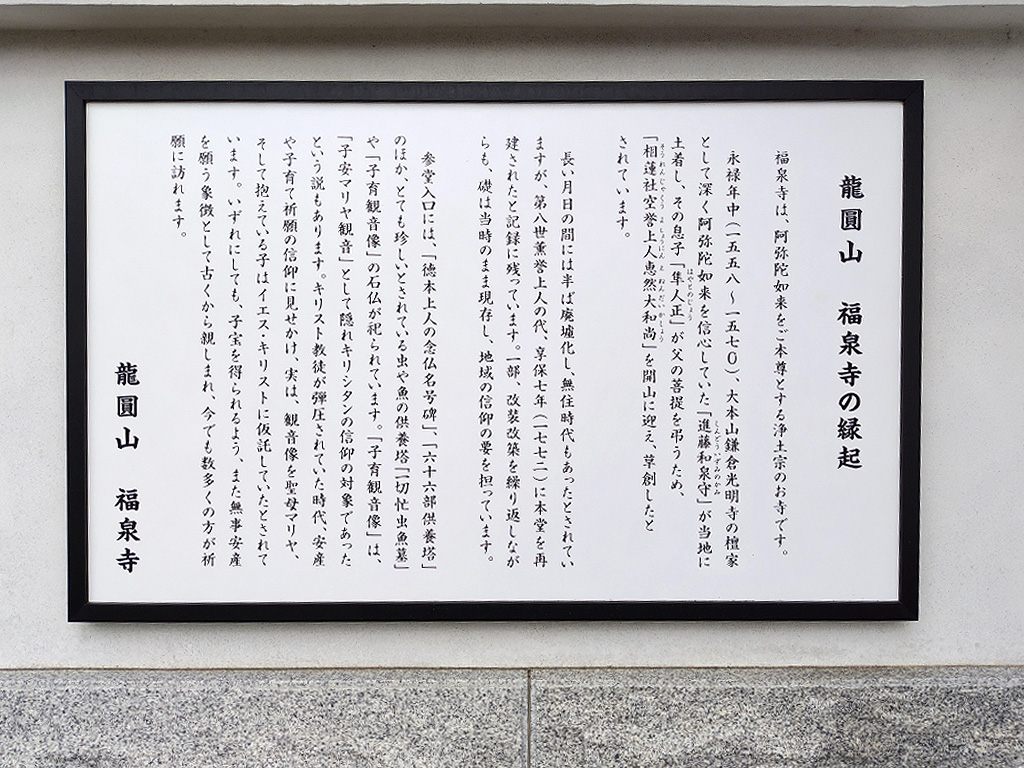 龍圓山　福泉寺の縁起
福泉寺は、阿弥陀如来をご本尊とする浄土宗のお寺です。
永禄年中（一五五八～一五七〇）、大本山鎌倉光明寺の檀家
として深く阿弥陀如来を信心していた「進藤和泉守」が当地に
土着し、その息子「隼人正」が父の菩提を弔うため、
「相蓮社空誉上人恵然大和尚」を開山に迎え、草創したと
されています。
長い月日の間には半ば廃墟化し、無住時代もあったとされてい
ますが、第八世薫誉上人の代、享保七年（一七七二）に本堂を再
建されたと記録に残っています。一部、改装改築を繰り返しなが
らも、礎は当時のまま現存し、地域の信仰の要を担っています。
参堂入口には、「徳本上人の念仏名号碑」、「六十六部供養塔」
のほか、とても珍しいとされている虫や魚の供養塔「一切忙虫魚墓」
や「子育観音像」の石仏が祀られています。「子育観音像」は、
「子安マリヤ観音」として隠れキリシタンの信仰の対象であった
という説もあります。キリスト教徒が弾圧されていた時代、安産
や子育て祈願の信仰に見せかけ、実は、観音像を聖母マリヤ、
そして抱えている子はイエス・キリストに仮託していたとされて
います。いずれにしても、子宝を得られるよう、また無事安産
を願う象徴として古くから親しまれ、今でも数多くの方が祈
願に訪れます。
龍圓山　福泉寺